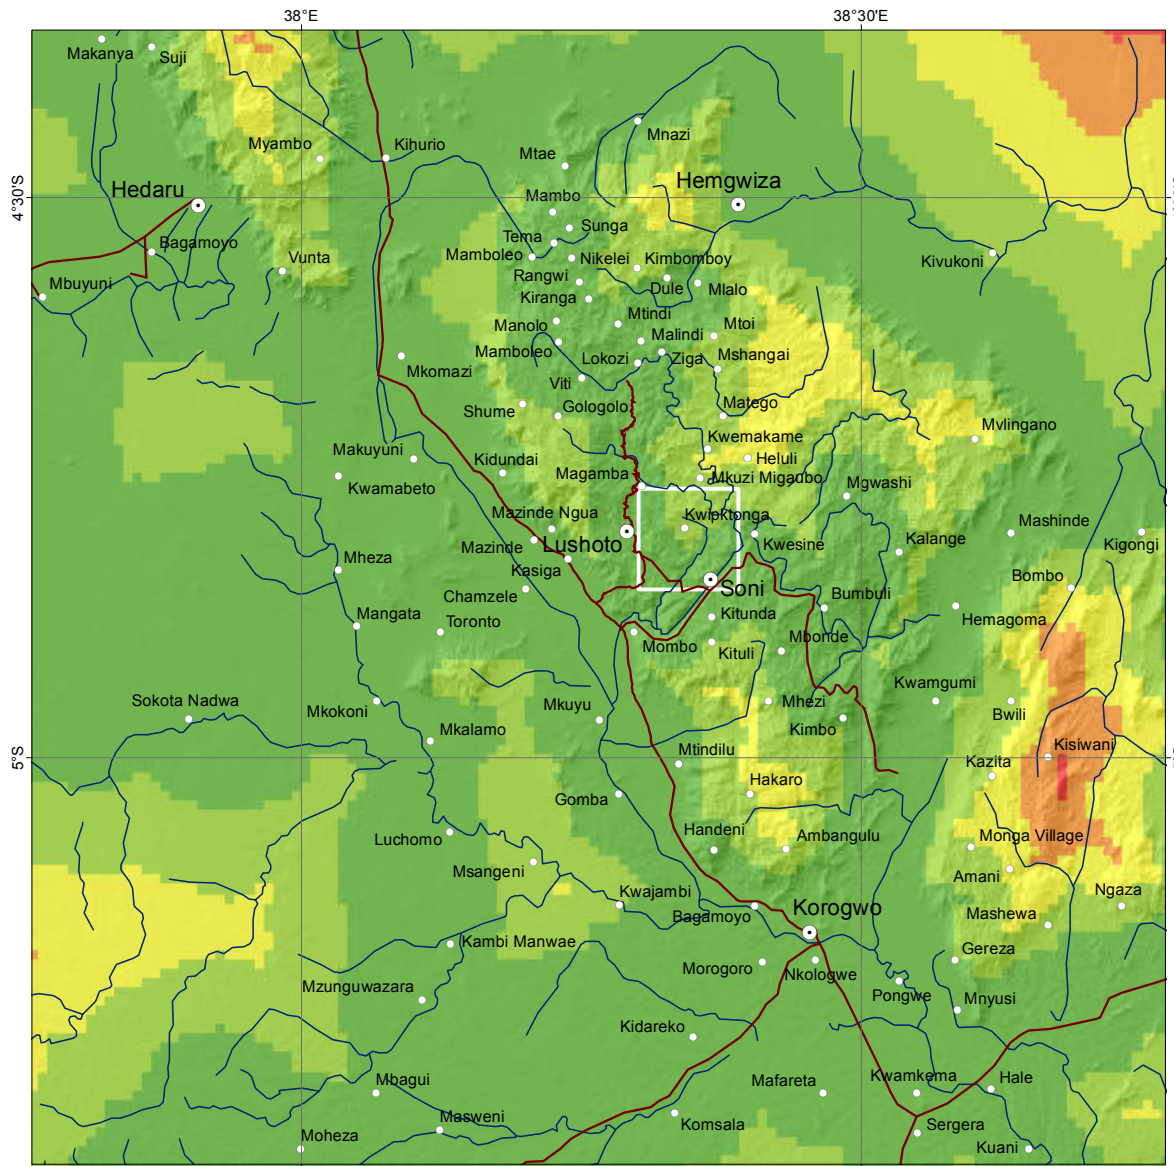 38°E
38°30'E
Makanya
Suji
Mnazi
Myambo
Kihurio
Mtae
Hedaru
Hemgwiza
4°30'S
Mambo
Sunga
Tema
Bagamoyo
Mamboleo
Nikelei
Kimbomboy
Vunta
Kivukoni
Rangwi
Dule
Mlalo
Mbuyuni
Kiranga
Mtindi
Manolo
Malindi
Mtoi
Mamboleo
Lokozi
Ziga
Mshangai
Mkomazi
Viti
Shume
Gologolo
Matego
Mvlingano
Kwemakame
Makuyuni
Kidundai
Heluli
Magamba
Mkuzi Migaobo
Kwamabeto
Mgwashi
Mazinde Ngua
Kwipktonga
Mashinde
Mazinde
Lushoto
Kwesine
Kalange
Kigongi
Mheza
Kasiga
Bombo
Chamzele
Soni
Bumbuli
Mangata
Toronto
Kitunda
Hemagoma
Mombo
Kituli
Mbonde
Kwamgumi
Sokota Nadwa
Mkokoni
Mkuyu
Mhezi
Bwili
Mkalamo
Kimbo
5°S
Mtindilu
Kisiwani
Kazita
Gomba
Hakaro
Luchomo
Handeni
Ambangulu
Monga Village
Msangeni
Amani
Kwajambi
Ngaza
Bagamoyo
Korogwo
Mashewa
Kambi Manwae
Gereza
Morogoro
Nkologwe
Mzunguwazara
Pongwe
Mnyusi
Kidareko
Mbagui
Mafareta
Kwamkema
Hale
Masweni
Komsala
Sergera
Moheza
Kuani